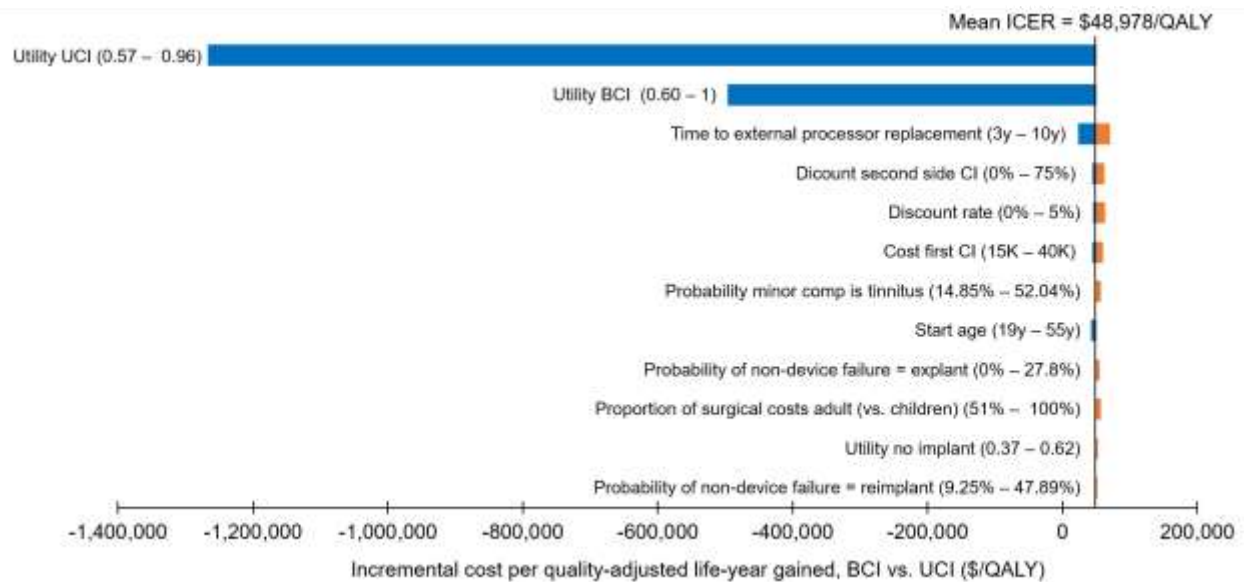 Mean ICER = $48,978/QALY
Utility UCI (0.57 – 0.96)
Utility BCI (0.60 – 1)
Time to external processor replacement (3y – 10y)
Dicount second side CI (0% – 75%)
Discount rate (0% – 5%)
Cost first CI (15K – 40K)
Probability minor comp is tinnitus (14.85% – 52.04%)
Start age (19y – 55y)
Probability of non-device failure = explant (0% – 27.8%)
Proportion of surgical costs adult (vs. children) (51% – 100%)
Utility no implant (0.37 – 0.62)
Probability of non-device failure = reimplant (9.25% – 47.89%)
-1,400,000 -1,200,000 -1,000,000 -800,000 -600,000 -400,000 -200,000 0 200,000
Incremental cost per quality-adjusted life-year gained, BCI vs. UCI ($/QALY)